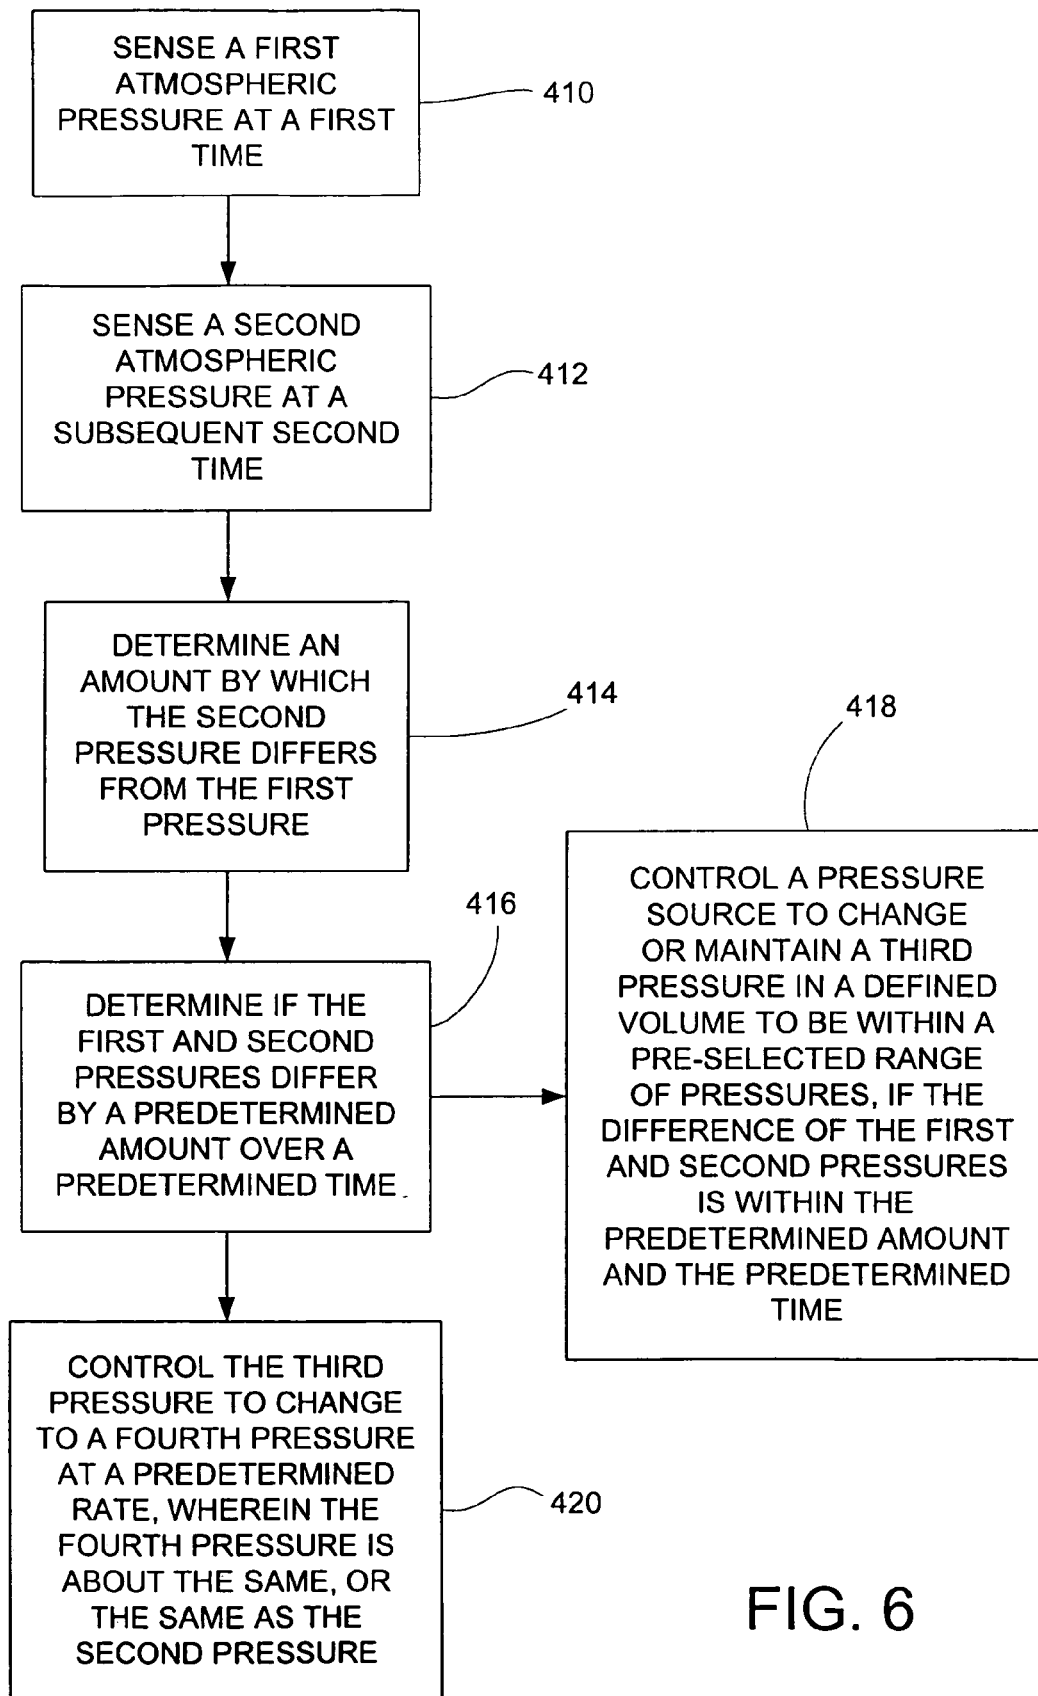 SENSE A FIRST
ATMOSPHERIC
PRESSURE AT A FIRST
TIME
410
SENSE A SECOND
ATMOSPHERIC
PRESSURE AT A
SUBSEQUENT SECOND
TIME
412
DETERMINE AN
AMOUNT BY WHICH
THE SECOND
PRESSURE DIFFERS
FROM THE FIRST
PRESSURE
414
DETERMINE IF THE
FIRST AND SECOND
PRESSURES DIFFER
BY A PREDETERMINED
AMOUNT OVER A
PREDETERMINED TIME.
416
418
CONTROL A PRESSURE
SOURCE TO CHANGE
OR MAINTAIN A THIRD
PRESSURE IN A DEFINED
VOLUME TO BE WITHIN A
PRE-SELECTED RANGE
OF PRESSURES, IF THE
DIFFERENCE OF THE FIRST
AND SECOND PRESSURES
IS WITHIN THE
PREDETERMINED AMOUNT
AND THE PREDETERMINED
TIME
CONTROL THE THIRD
PRESSURE TO CHANGE
TO A FOURTH PRESSURE
AT A PREDETERMINED
RATE, WHEREIN THE
FOURTH PRESSURE IS
ABOUT THE SAME, OR
THE SAME AS THE
SECOND PRESSURE
420
FIG. 6